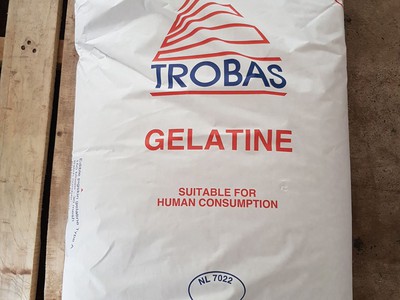 TROBAS
GELATINE
SUITABLE FOR
HUMAN CONSUMPTION
NL 7022